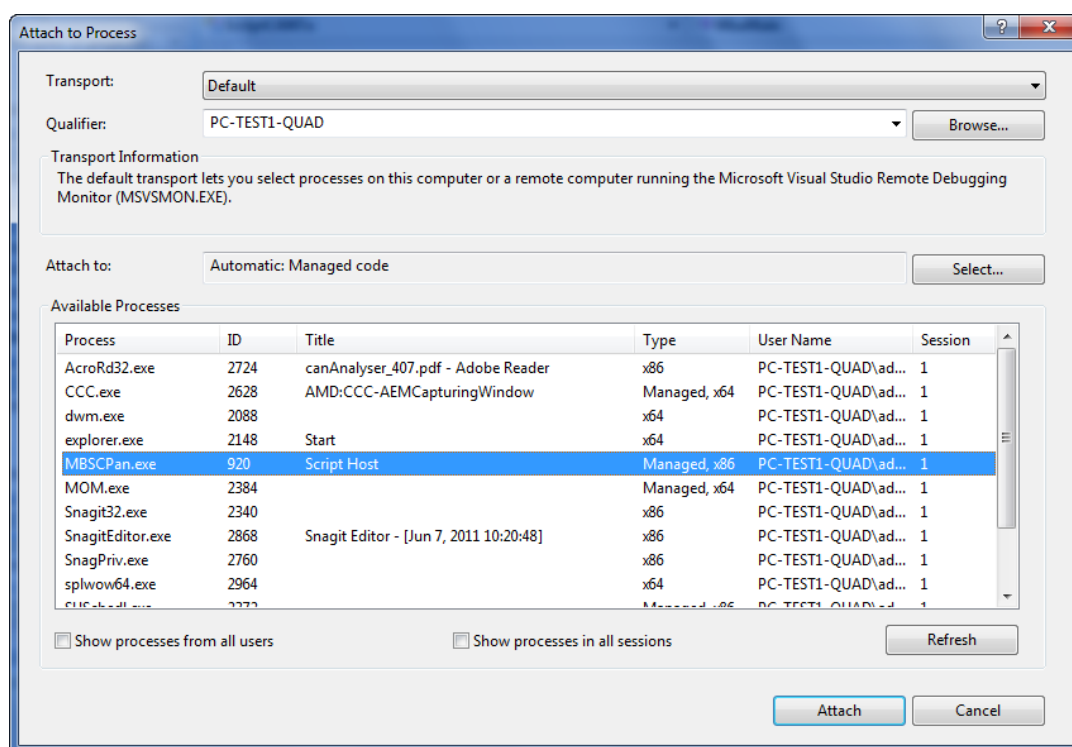 Attach to Process
Transport:
Default
Qualifier:
PC-TEST1-QUAD
Browse...
Transport Information
The default transport lets you select processes on this computer or a remote computer running the Microsoft Visual Studio Remote Debugging
Monitor (MSVSMON.EXE).
Attach to:
Automatic: Managed code
Select...
Available Processes
Process ID Title Type User Name Session
AcroRd32.exe 2724 canAnalyser_407.pdf - Adobe Reader x86 PC-TEST1-QUAD\ad... 1
CCC.exe 2628 AMD:CCC-AEMCapturingWindow Managed, x64 PC-TEST1-QUAD\ad... 1
dwm.exe 2088 x64 PC-TEST1-QUAD\ad... 1
explorer.exe 2148 Start x64 PC-TEST1-QUAD\ad... 1
MBSCPan.exe 920 Script Host Managed, x86 PC-TEST1-QUAD\ad... 1
MOM.exe 2384 Managed, x64 PC-TEST1-QUAD\ad... 1
Snagit32.exe 2340 x86 PC-TEST1-QUAD\ad... 1
SnagitEditor.exe 2868 Snagit Editor - [Jun 7, 2011 10:20:48] x86 PC-TEST1-QUAD\ad... 1
SnagPriv.exe 2760 x86 PC-TEST1-QUAD\ad... 1
splwow64.exe 2964 x64 PC-TEST1-QUAD\ad... 1
Show processes from all users
Show processes in all sessions
Refresh
Attach
Cancel